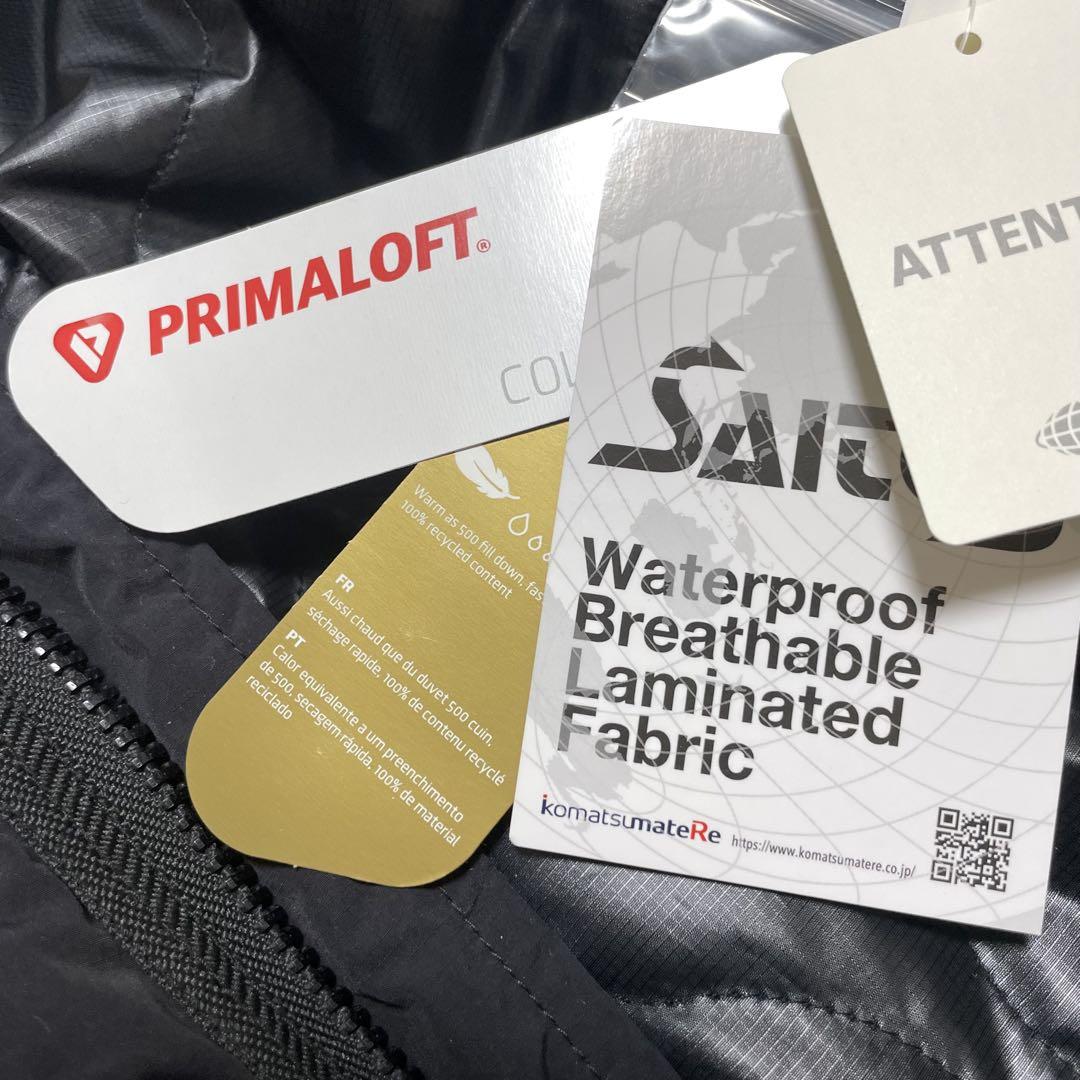 PRIMALOFT®
COL
Warm as 500 fill down, fas
100% recycled content
FR
Aussi chaud que du duvet 500 cuin,
séchage rapide, 100% de contenu recyclé
PT
Calor equivalente a um preenchimento
de 500, secagem rápida, 100% de material
reciclado
SAITOS
Waterproof
Breathable
Laminated
Fabric
komatsumateRe
https://www.komatsumatere.co.jp/
ATTENT